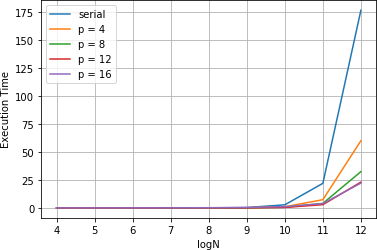 175
150
125
100
75
50
25
0
Execution Time
serial
p = 4
p = 8
p = 12
p = 16
4 5 6 7 8 9 10 11 12
logN